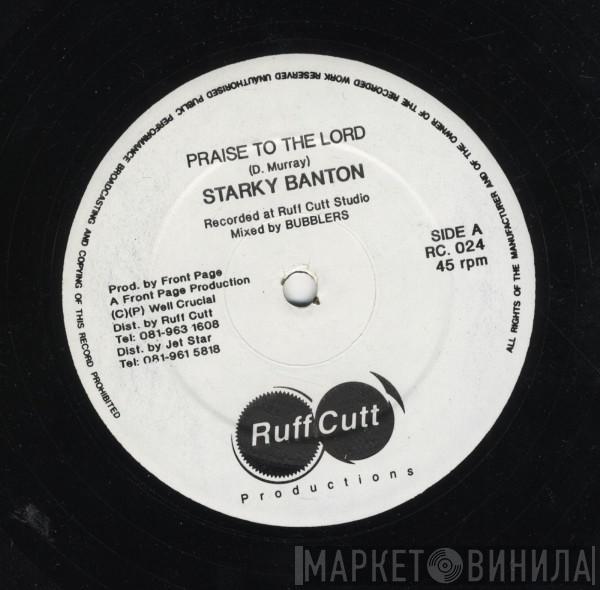 ALL RIGHTS OF THE MANUFACTURER AND OF THE OWNER OF THE RECORDED WORK RESERVED UNAUTHORISED PUBLIC PERFORMANCE BROADCASTING AND COPYING OF THIS RECORD PROHIBITED
PRAISE TO THE LORD
(D. Murray)
STARKY BANTON
Recorded at Ruff Cutt Studio
Mixed by BUBBLERS
SIDE A
RC. 024
45 rpm
Prod. by Front Page
A Front Page Production
(C)(P) Well Crucial
Dist. by Ruff Cutt
Tel: 081-963 1608
Dist. by Jet Star
Tel: 081-961 5818
Ruff Cutt
Productions
МАРКЕТ ВИНИЛА